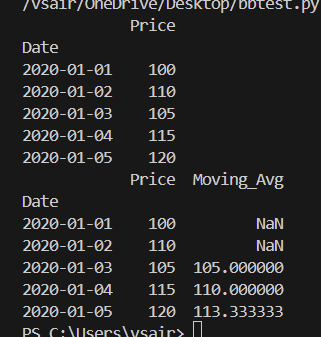 /vsair/OneDrive/Desktop/bbtest.py
Price
Date
2020-01-01 100
2020-01-02 110
2020-01-03 105
2020-01-04 115
2020-01-05 120
Price Moving_Avg
Date
2020-01-01 100 NaN
2020-01-02 110 NaN
2020-01-03 105 105.000000
2020-01-04 115 110.000000
2020-01-05 120 113.333333
PS C:\Users\vsair>